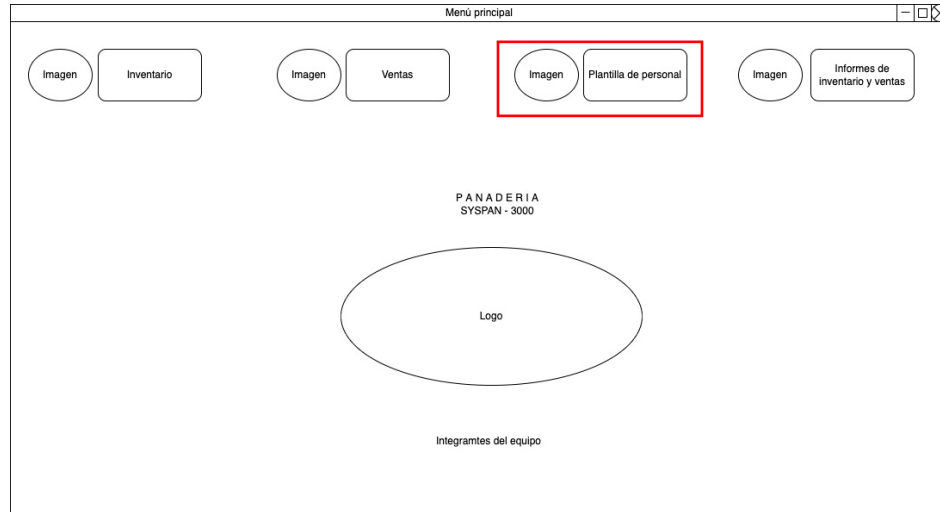 Menú principal
Imagen
Inventario
Imagen
Ventas
Imagen
Plantilla de personal
Imagen
Informes de
inventario y ventas
P A N A D E R I A
SYSPAN - 3000
Logo
Integramtes del equipo